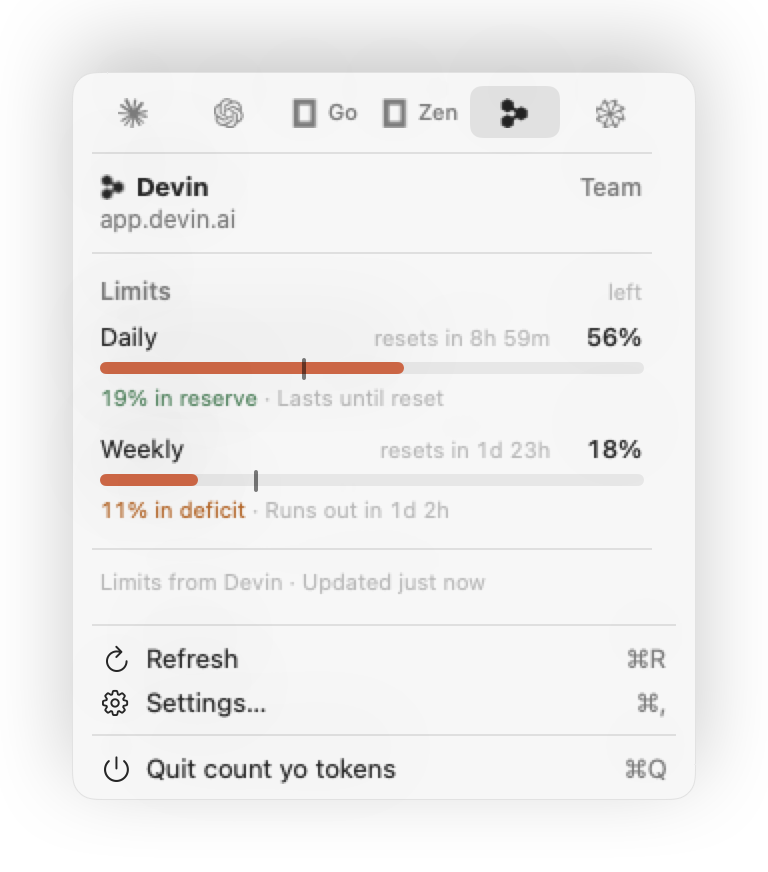 Go Zen
Devin Team
app.devin.ai
Limits left
Daily resets in 8h 59m 56%
19% in reserve · Lasts until reset
Weekly resets in 1d 23h 18%
11% in deficit · Runs out in 1d 2h
Limits from Devin · Updated just now
Refresh ⌘R
Settings... ⌘,
Quit count yo tokens ⌘Q